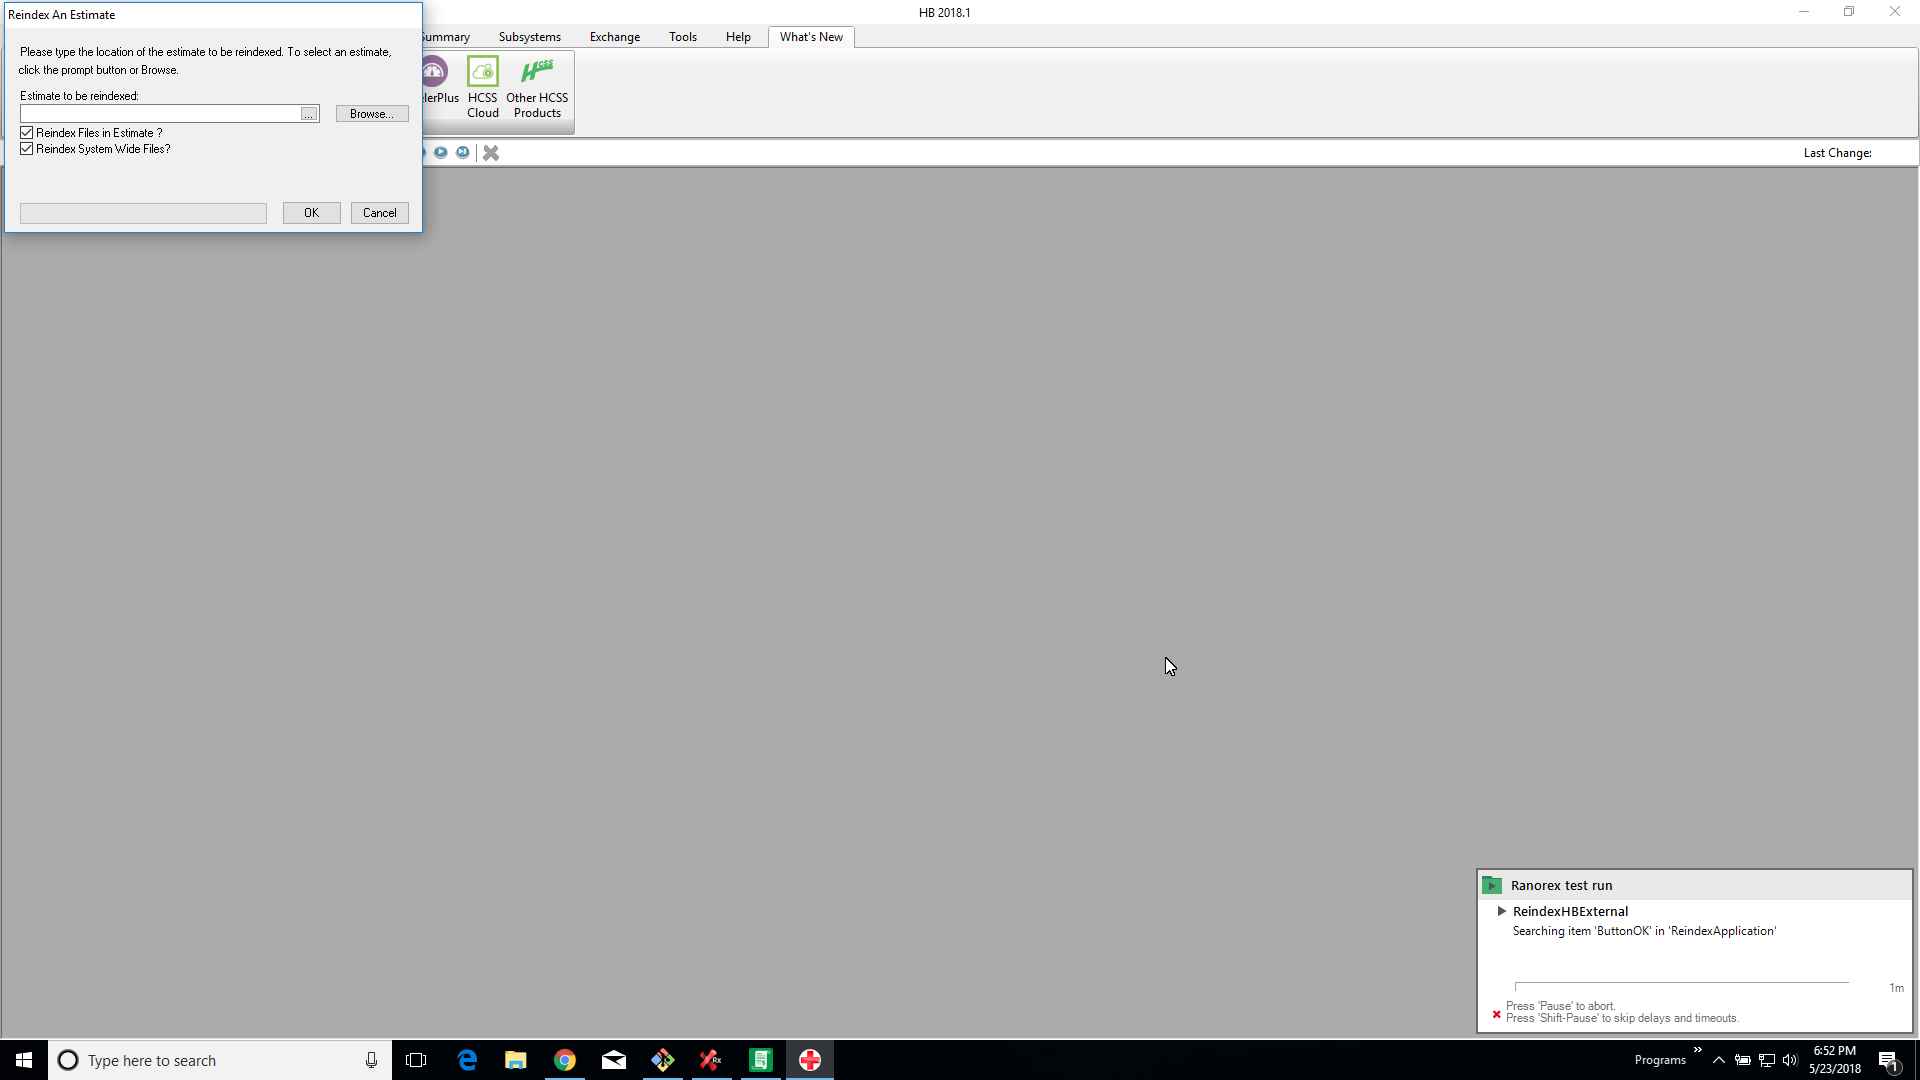 Reindex An Estimate
HB 2018.1
Please type the location of the estimate to be reindexed. To select an estimate,
click the prompt button or Browse.
Estimate to be reindexed:
...
Browse...
Reindex Files in Estimate ?
Reindex System Wide Files?
OK
Cancel
Subsystems
Exchange
Tools
Help
What's New
HCSS
Cloud
HCSS
Other HCSS
Products
Last Change:
Ranorex test run
ReindexHBExternal
Searching item 'ButtonOK' in 'ReindexApplication'
1m
Press 'Pause' to abort.
Press 'Shift-Pause' to skip delays and timeouts.
Type here to search
Rx
Programs
6:52 PM
5/23/2018
1